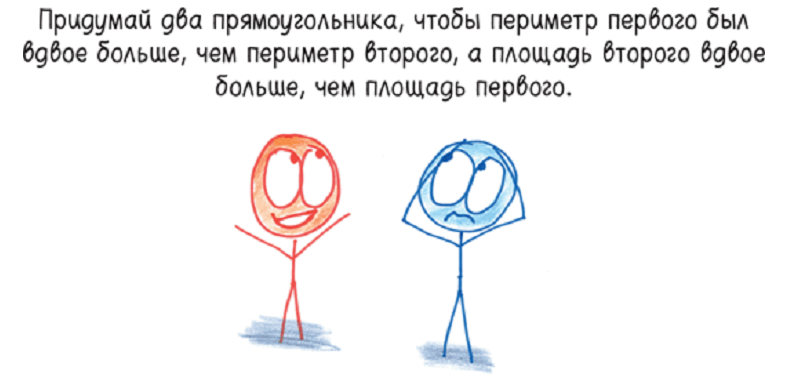 Придумай два прямоугольника, чтобы периметр первого был
вдвое больше, чем периметр второго, а площадь второго вдвое
больше, чем площадь первого.